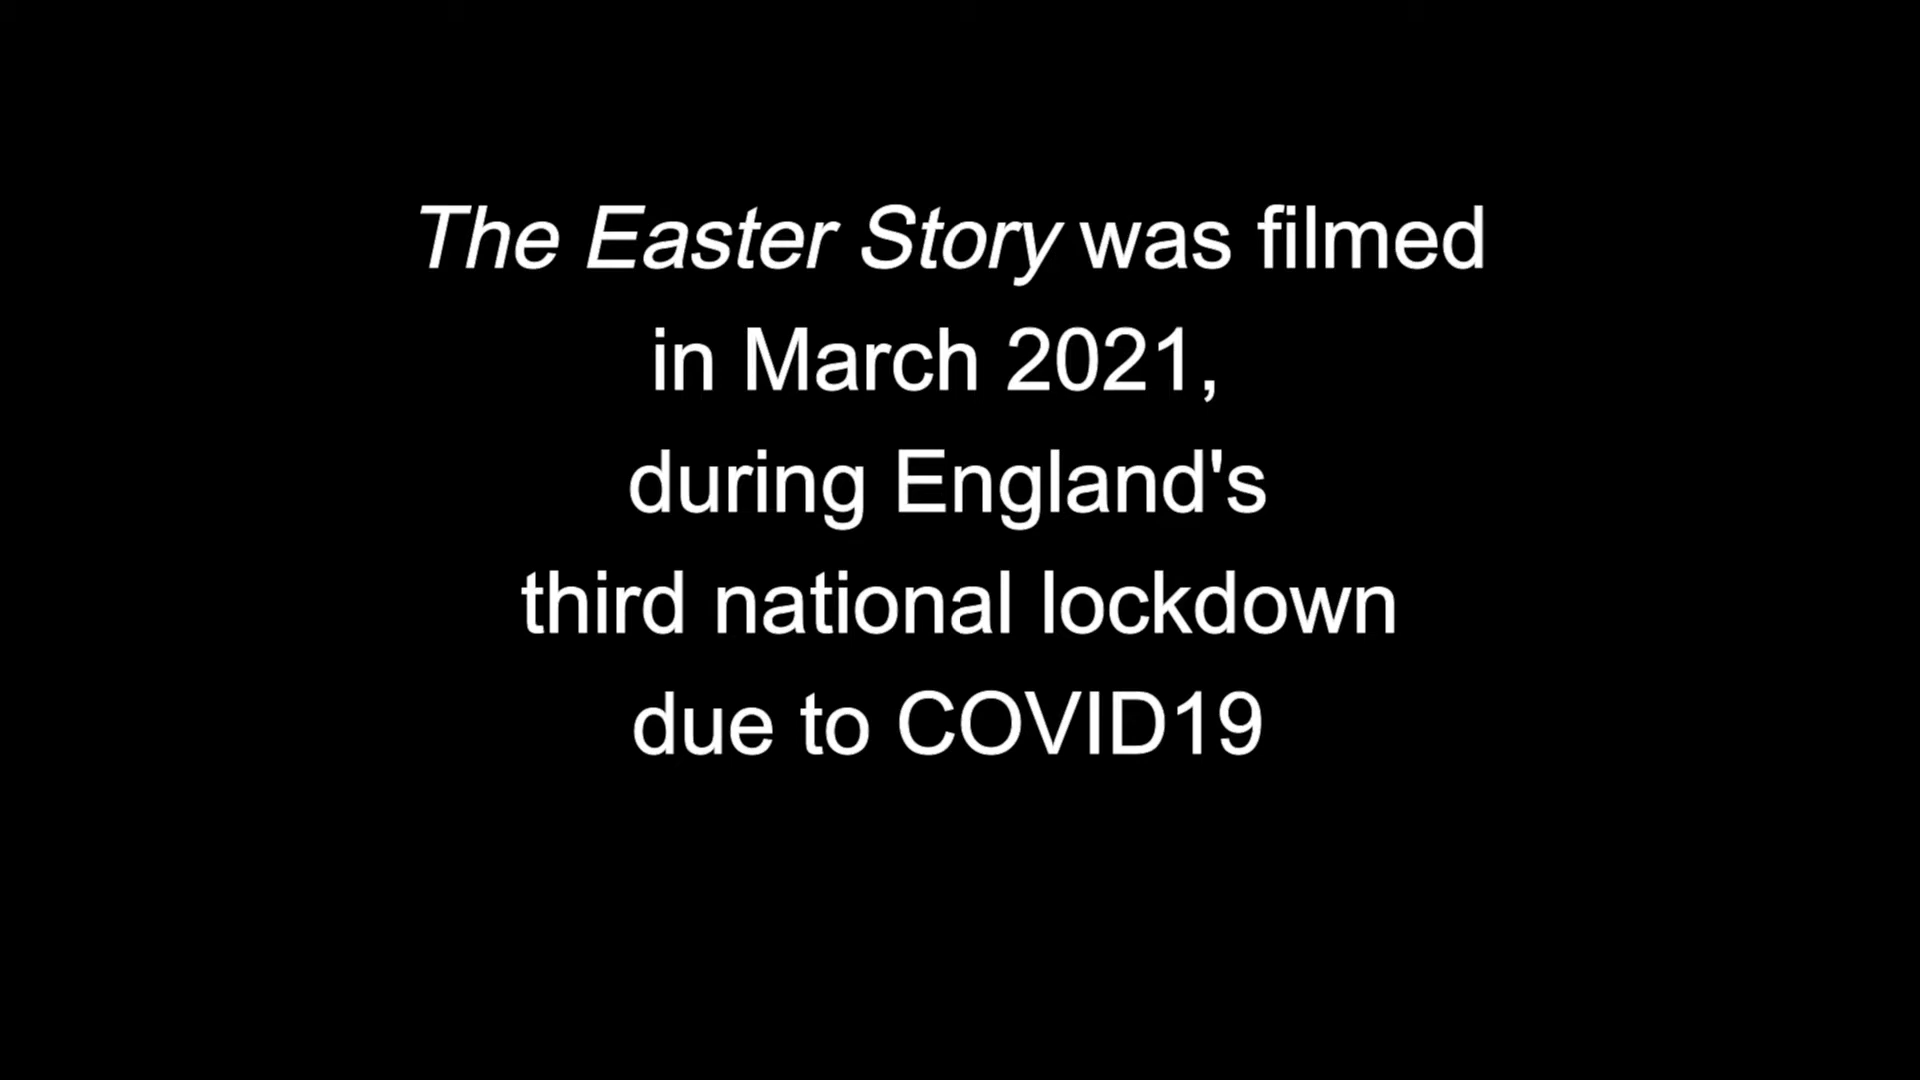 The Easter Story was filmed
in March 2021,
during England's
third national lockdown
due to COVID19